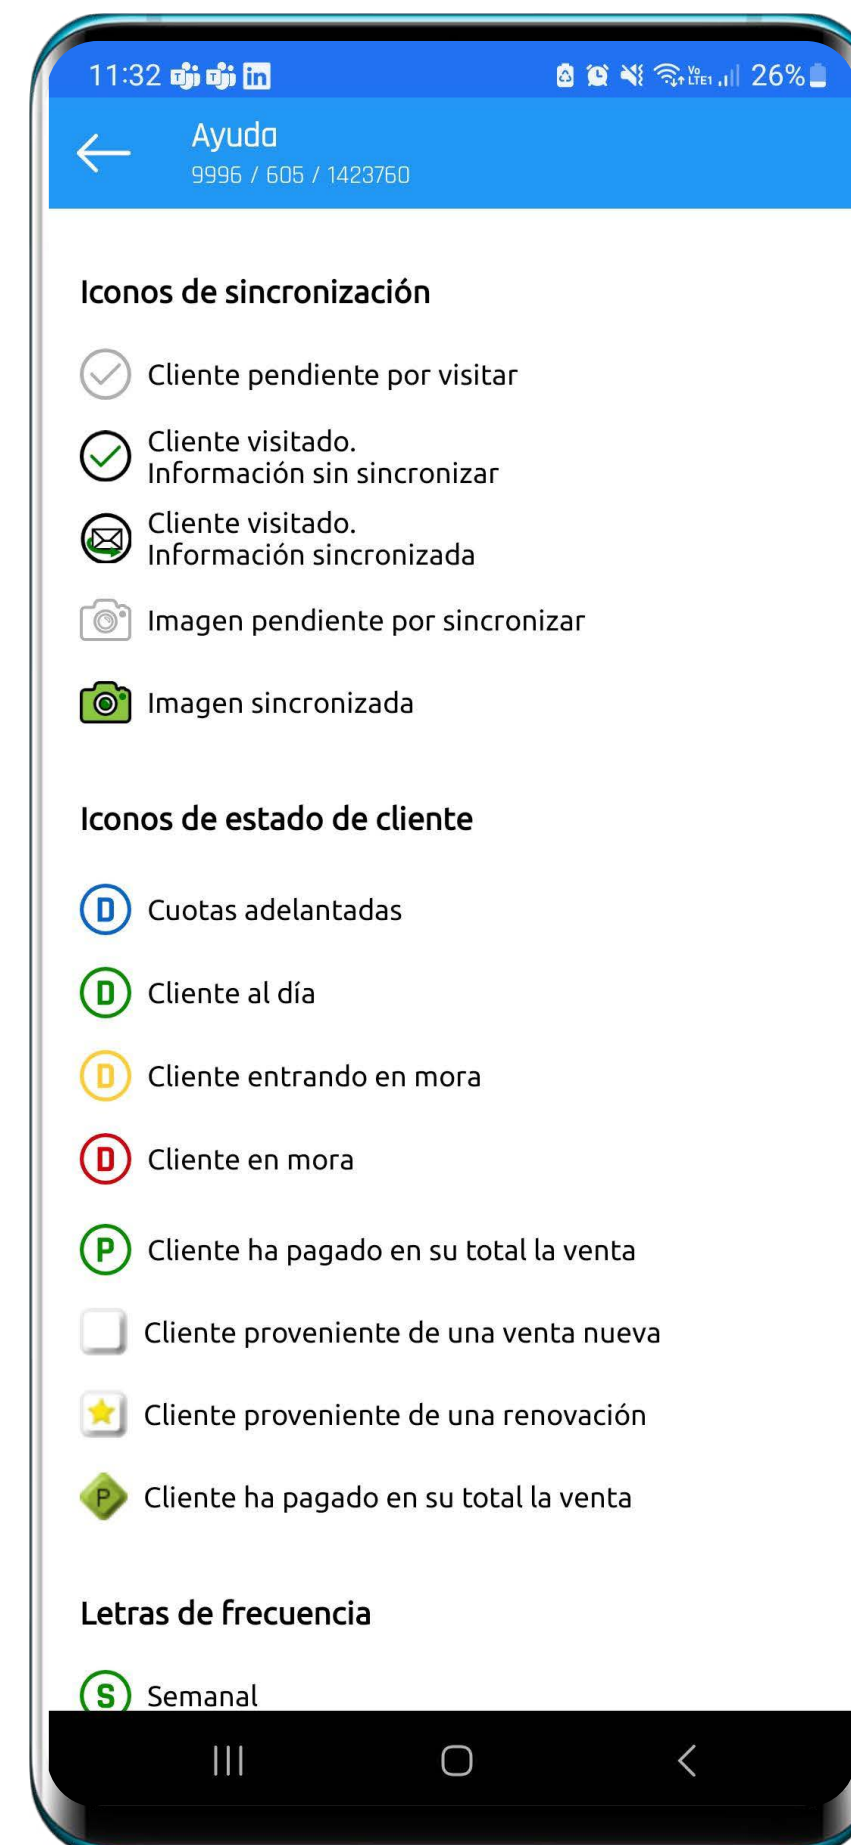 11:32
26%
Ayuda
9996 / 605 / 1423760
Iconos de sincronización
Cliente pendiente por visitar
Cliente visitado.
Información sin sincronizar
Cliente visitado.
Información sincronizada
Imagen pendiente por sincronizar
Imagen sincronizada
Iconos de estado de cliente
D Cuotas adelantadas
D Cliente al día
D Cliente entrando en mora
D Cliente en mora
P Cliente ha pagado en su total la venta
Cliente proveniente de una venta nueva
Cliente proveniente de una renovación
P Cliente ha pagado en su total la venta
Letras de frecuencia
S Semanal